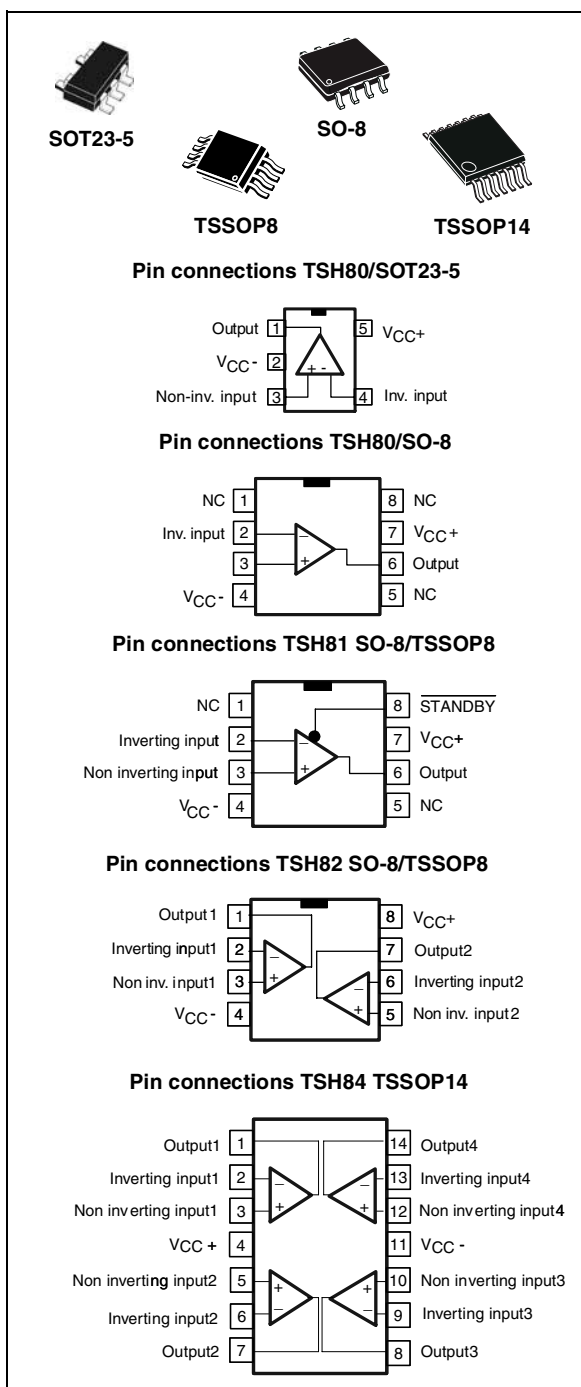 SOT23-5
SO-8
TSSOP8
TSSOP14
Pin connections TSH80/SOT23-5
Output 1 5 VCC+
VCC- 2
Non-inv. input 3 + - 4 Inv. input
Pin connections TSH80/SO-8
NC 1 8 NC
Inv. input 2 − 7 VCC+
3 + 6 Output
VCC- 4 5 NC
Pin connections TSH81 SO-8/TSSOP8
NC 1 8 STANDBY
Inverting input 2 − 7 VCC+
Non inverting input 3 + 6 Output
VCC- 4 5 NC
Pin connections TSH82 SO-8/TSSOP8
Output1 1 8 VCC+
Inverting input1 2 − 7 Output2
Non inv. input1 3 + − 6 Inverting input2
VCC- 4 + 5 Non inv. input2
Pin connections TSH84 TSSOP14
Output1 1 14 Output4
Inverting input1 2 − − 13 Inverting input4
Non inverting input1 3 + + 12 Non inverting input4
VCC + 4 11 VCC -
Non inverting input2 5 + + 10 Non inverting input3
Inverting input2 6 − − 9 Inverting input3
Output2 7 8 Output3